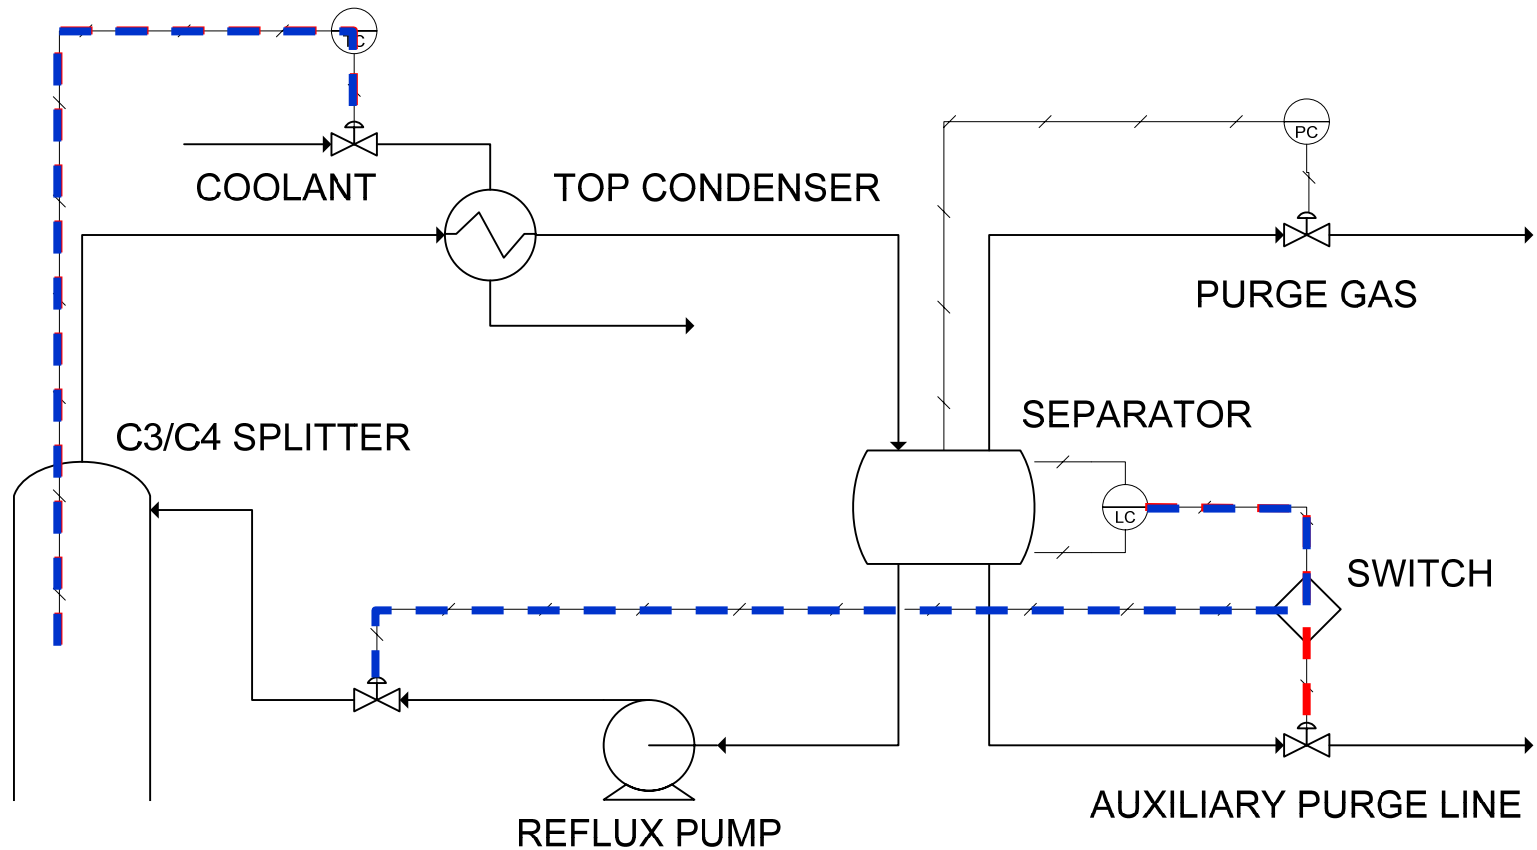 PC
COOLANT
TOP CONDENSER
PURGE GAS
SEPARATOR
C3/C4 SPLITTER
LC
SWITCH
AUXILIARY PURGE LINE
REFLUX PUMP